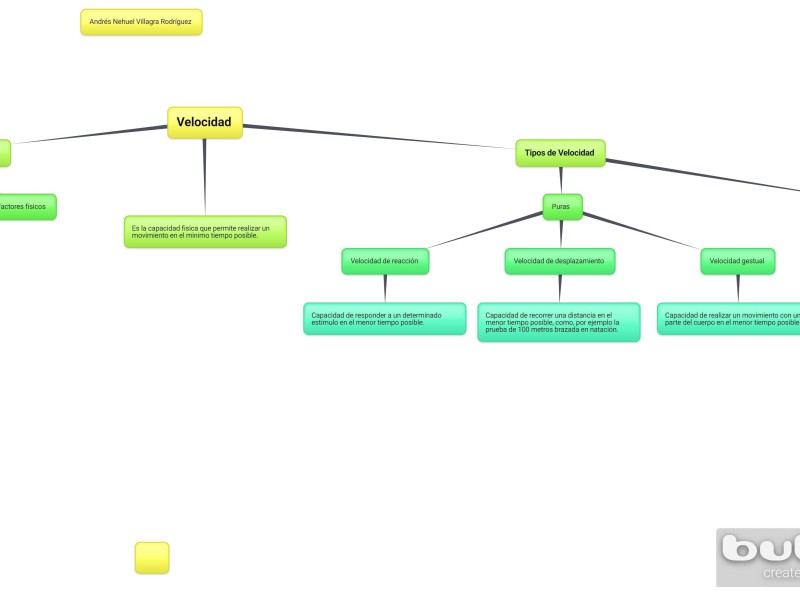 Andrés Nehuel Villagra Rodríguez
Velocidad
Tipos de Velocidad
factores físicos
Puras
Es la capacidad física que permite realizar un
movimiento en el mínimo tiempo posible.
Velocidad de reacción
Velocidad de desplazamiento
Velocidad gestual
Capacidad de responder a un determinado
estímulo en el menor tiempo posible.
Capacidad de recorrer una distancia en el
menor tiempo posible, como, por ejemplo la
prueba de 100 metros brazada en natación.
Capacidad de realizar un movimiento con un
parte del cuerpo en el menor tiempo posible
create